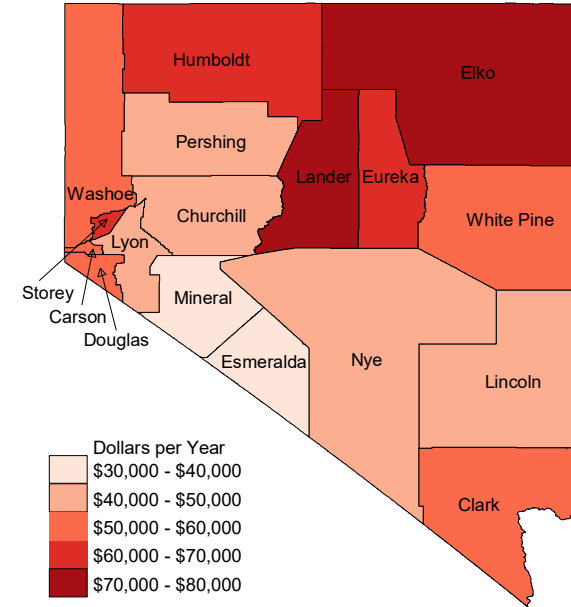 Humboldt
Elko
Pershing
Lander
Eureka
Washoe
Churchill
White Pine
Lyon
Storey
Mineral
Carson
Douglas
Esmeralda
Nye
Lincoln
Dollars per Year
$30,000 - $40,000
$40,000 - $50,000
Clark
$50,000 - $60,000
$60,000 - $70,000
$70,000 - $80,000